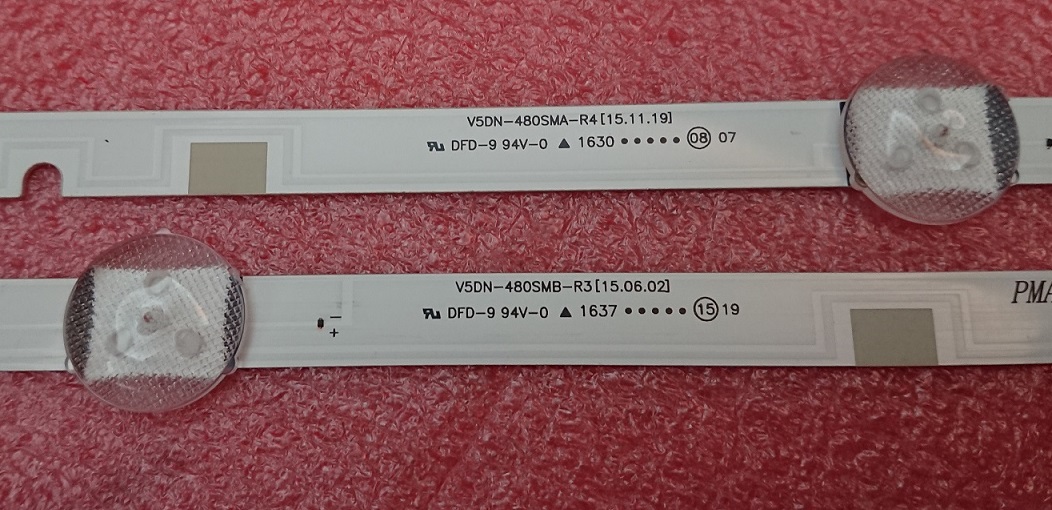 V5DN-480SMA-R4[15.11.19]
DFD-9 94V-0 ▲ 1630 ●●●●● 08 07
V5DN-480SMB-R3[15.06.02]
DFD-9 94V-0 ▲ 1637 ●●●●● 15 19
− +
PMA